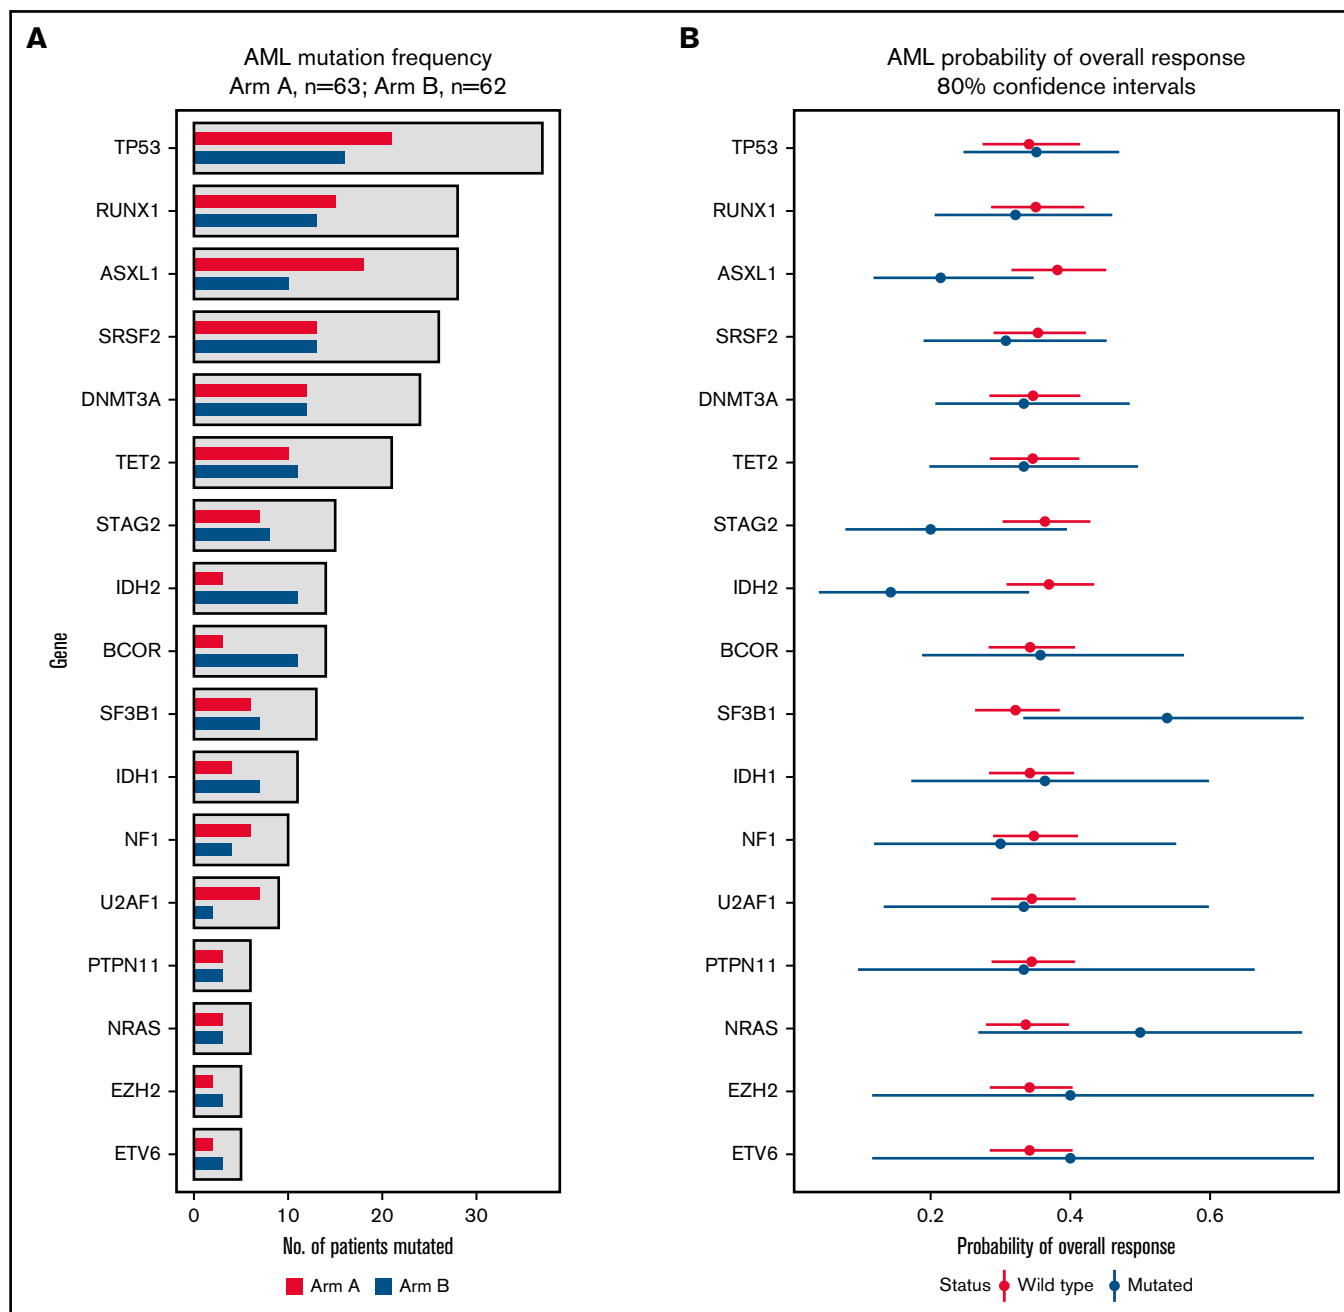 A
AML mutation frequency
Arm A, n=63; Arm B, n=62
TP53
RUNX1
ASXL1
SRSF2
DNMT3A
TET2
STAG2
IDH2
BCOR
SF3B1
IDH1
NF1
U2AF1
PTPN11
NRAS
EZH2
ETV6
Gene
0 10 20 30
No. of patients mutated
Arm A Arm B
B
AML probability of overall response
80% confidence intervals
TP53
RUNX1
ASXL1
SRSF2
DNMT3A
TET2
STAG2
IDH2
BCOR
SF3B1
IDH1
NF1
U2AF1
PTPN11
NRAS
EZH2
ETV6
0.2 0.4 0.6
Probability of overall response
Status Wild type Mutated